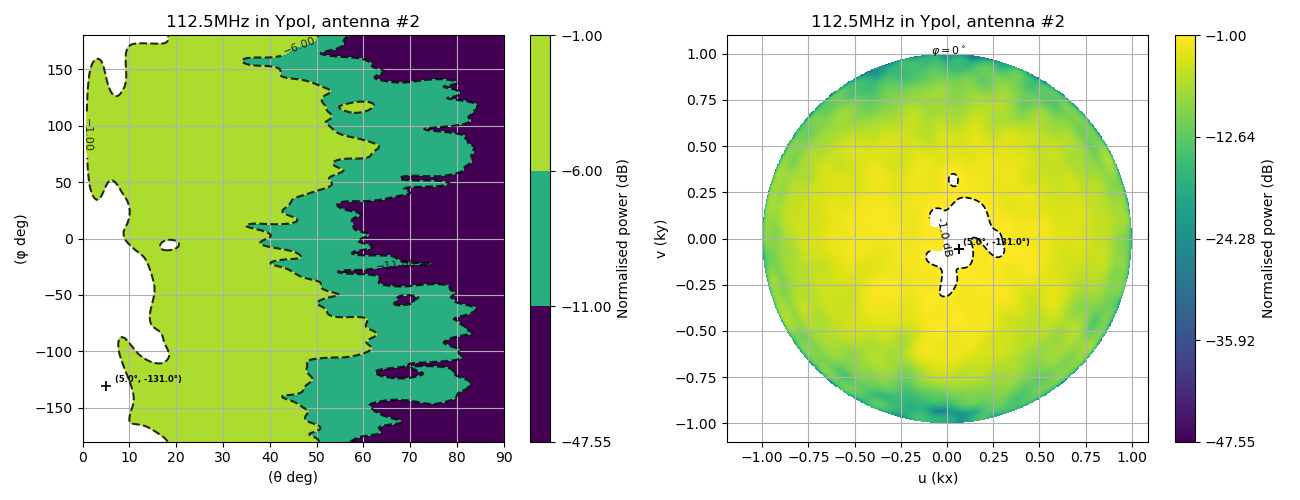 112.5MHz in Ypol, antenna #2
150
100
50
0
−50
−100
−150
(φ deg)
0 10 20 30 40 50 60 70 80 90
(θ deg)
−6.00
−1.00
(5.0°, -131.0°)
−1.00
−6.00
−11.00
−47.55
Normalised power (dB)
112.5MHz in Ypol, antenna #2
1.00
0.75
0.50
0.25
0.00
−0.25
−0.50
−0.75
−1.00
v (ky)
−1.00 −0.75 −0.50 −0.25 0.00 0.25 0.50 0.75 1.00
u (kx)
φ = 0°
-1.0 dB
(5.0°, -131.0°)
−1.00
−12.64
−24.28
−35.92
−47.55
Normalised power (dB)